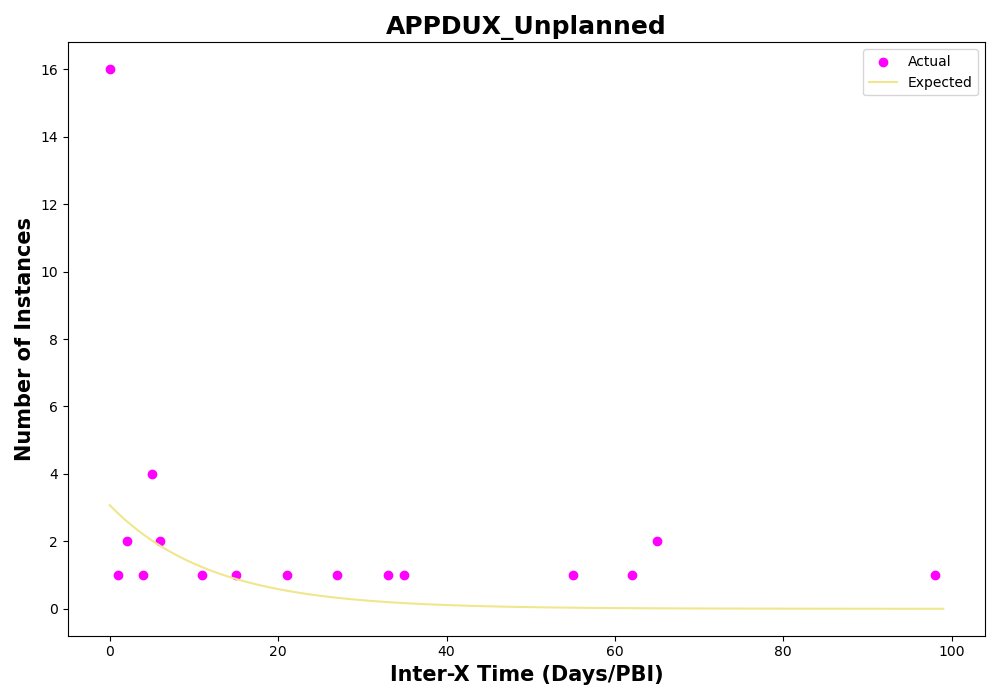 APPDUX_Unplanned
Actual
Expected
Number of Instances
16
14
12
10
8
6
4
2
0
0 20 40 60 80 100
Inter-X Time (Days/PBI)